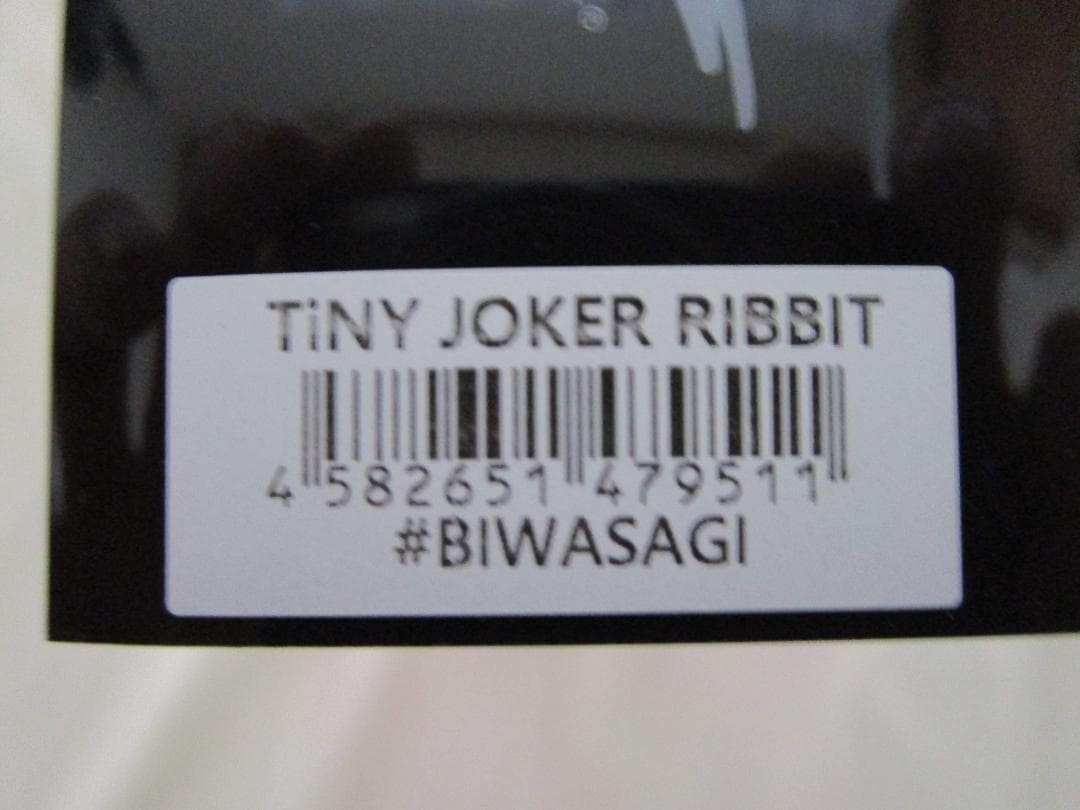 TiNY JOKER RIBBIT
4 582651 479511
#BIWASAGI